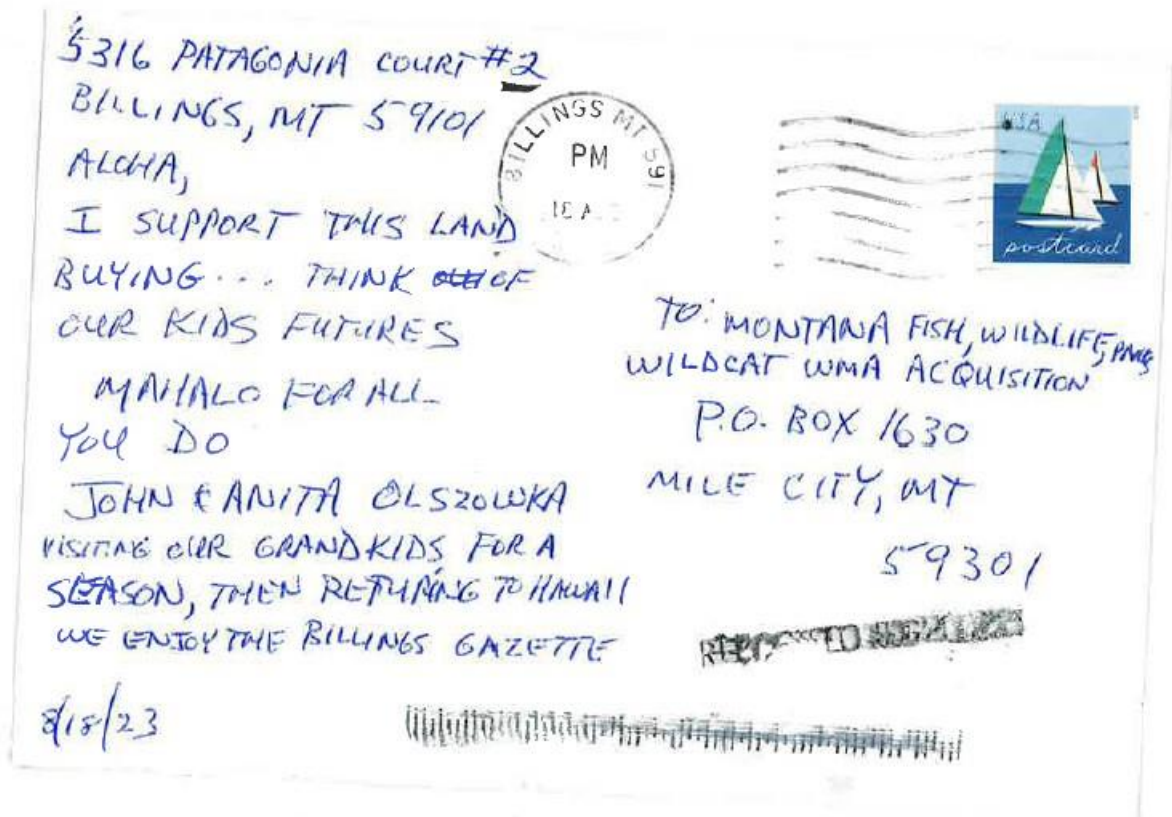 5316 PATAGONIA COURT #2
BILLINGS, MT 59101
ALOHA,
I SUPPORT THIS LAND
BUYING... THINK OF
OUR KIDS FUTURES
MAHALO FOR ALL
YOU DO
JOHN & ANITA OLSZOWKA
VISITING OUR GRANDKIDS FOR A
SEASON, THEN RETURNING TO HAWAII
WE ENJOY THE BILLINGS GAZETTE
8/18/23
BILLINGS MT 591
PM
USA
postcard
TO: MONTANA FISH, WILDLIFE, PARKS
WILDCAT WMA ACQUISITION
P.O. BOX 1630
MILE CITY, MT
59301